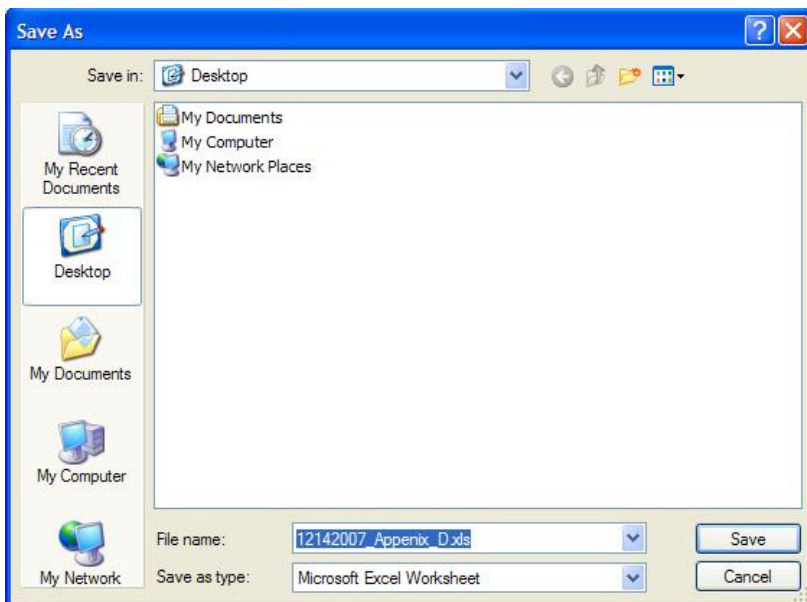 Save As
Save in:
Desktop
My Recent
Documents
Desktop
My Documents
My Computer
My Network
My Documents
My Computer
My Network Places
File name:
12142007_Appenix_D.xls
Save
Save as type:
Microsoft Excel Worksheet
Cancel